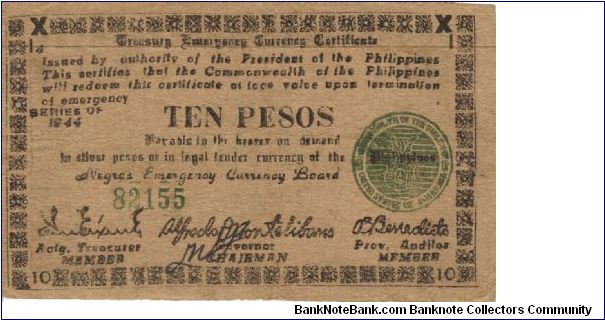 X X
Treasury Emergency Currency Certificate
Issued by authority of the President of the Philippines
This certifies that the Commonwealth of the Philippines
will redeem this certificate at face value upon termination
of emergency
SERIES OF
1944
TEN PESOS
Payable to the bearer on demand
In silver pesos or in legal tender currency of the Philippines
Negros Emergency Currency Board
82155
Alfredo Montelibano
Actg. Treasurer Governor Prov. Auditor
MEMBER CHAIRMAN MEMBER
10 10
BankNoteBank.com Banknote Collectors Community